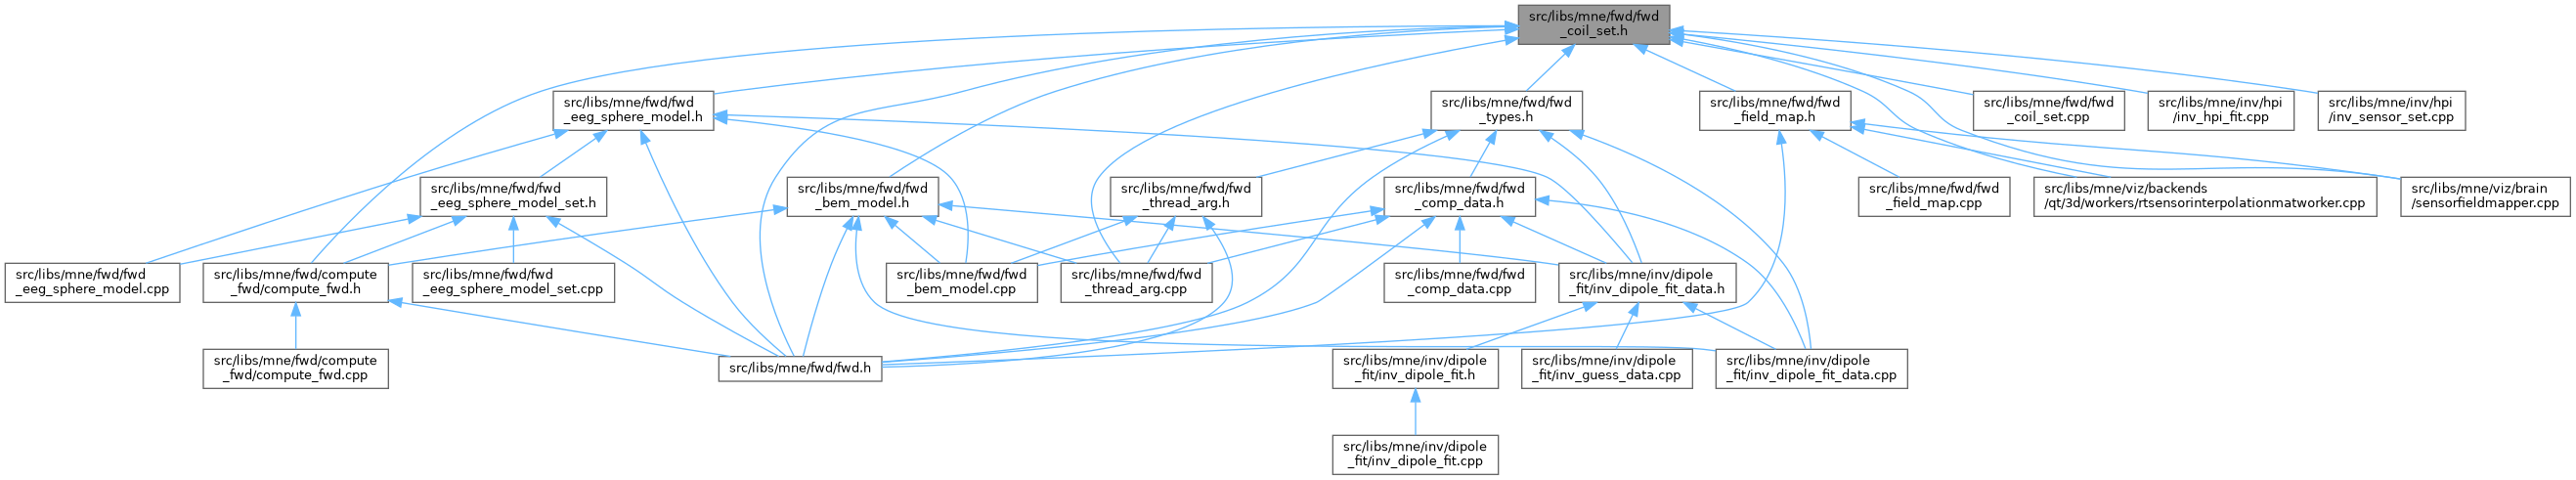 src/libs/mne/fwd/fwd
_coil_set.h
src/libs/mne/fwd/fwd
_eeg_sphere_model.h
src/libs/mne/fwd/fwd
_types.h
src/libs/mne/fwd/fwd
_field_map.h
src/libs/mne/fwd/fwd
_coil_set.cpp
src/libs/mne/inv/hpi
/inv_hpi_fit.cpp
src/libs/mne/inv/hpi
/inv_sensor_set.cpp
src/libs/mne/fwd/fwd
_eeg_sphere_model_set.h
src/libs/mne/fwd/fwd
_bem_model.h
src/libs/mne/fwd/fwd
_thread_arg.h
src/libs/mne/fwd/fwd
_comp_data.h
src/libs/mne/fwd/fwd
_field_map.cpp
src/libs/mne/viz/backends
/qt/3d/workers/rtsensorinterpolationmatworker.cpp
src/libs/mne/viz/brain
/sensorfieldmapper.cpp
src/libs/mne/fwd/fwd
_eeg_sphere_model.cpp
src/libs/mne/fwd/compute
_fwd/compute_fwd.h
src/libs/mne/fwd/fwd
_eeg_sphere_model_set.cpp
src/libs/mne/fwd/fwd
_bem_model.cpp
src/libs/mne/fwd/fwd
_thread_arg.cpp
src/libs/mne/fwd/fwd
_comp_data.cpp
src/libs/mne/inv/dipole
_fit/inv_dipole_fit_data.h
src/libs/mne/fwd/compute
_fwd/compute_fwd.cpp
src/libs/mne/fwd/fwd.h
src/libs/mne/inv/dipole
_fit/inv_dipole_fit.h
src/libs/mne/inv/dipole
_fit/inv_guess_data.cpp
src/libs/mne/inv/dipole
_fit/inv_dipole_fit_data.cpp
src/libs/mne/inv/dipole
_fit/inv_dipole_fit.cpp